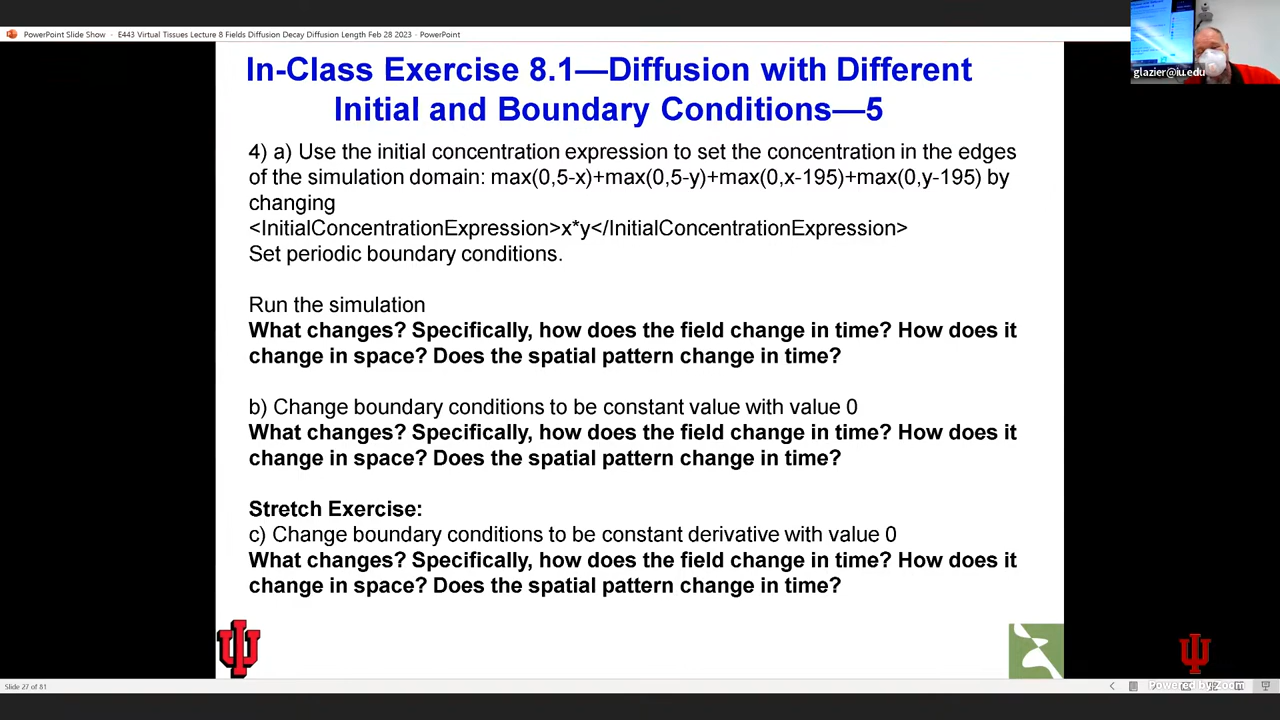 PowerPoint Slide Show - E443 Virtual Tissues Lecture 8 Fields Diffusion Decay Diffusion Length Feb 28 2023 - PowerPoint
glazier@iu.edu
In-Class Exercise 8.1—Diffusion with Different
Initial and Boundary Conditions—5
4) a) Use the initial concentration expression to set the concentration in the edges
of the simulation domain: max(0,5-x)+max(0,5-y)+max(0,x-195)+max(0,y-195) by
changing
<InitialConcentrationExpression>x*y</InitialConcentrationExpression>
Set periodic boundary conditions.
Run the simulation
What changes? Specifically, how does the field change in time? How does it
change in space? Does the spatial pattern change in time?
b) Change boundary conditions to be constant value with value 0
What changes? Specifically, how does the field change in time? How does it
change in space? Does the spatial pattern change in time?
Stretch Exercise:
c) Change boundary conditions to be constant derivative with value 0
What changes? Specifically, how does the field change in time? How does it
change in space? Does the spatial pattern change in time?
Slide 27 of 81
Powered by zoom